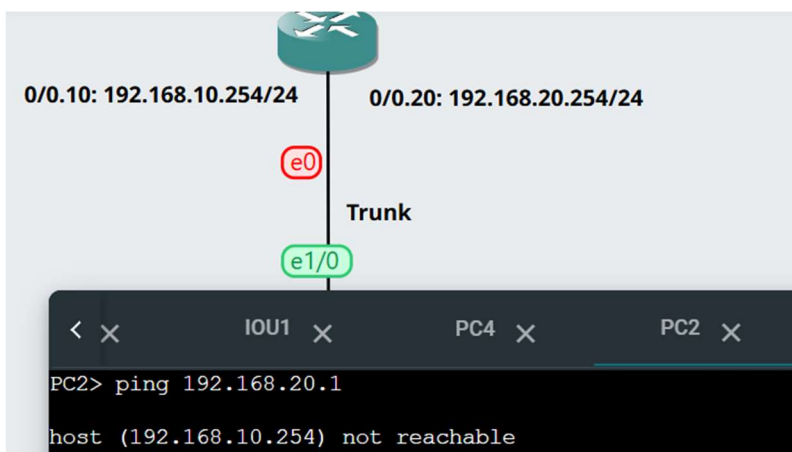 0/0.10: 192.168.10.254/24
0/0.20: 192.168.20.254/24
e0
Trunk
e1/0
IOU1
PC4
PC2
PC2> ping 192.168.20.1
host (192.168.10.254) not reachable